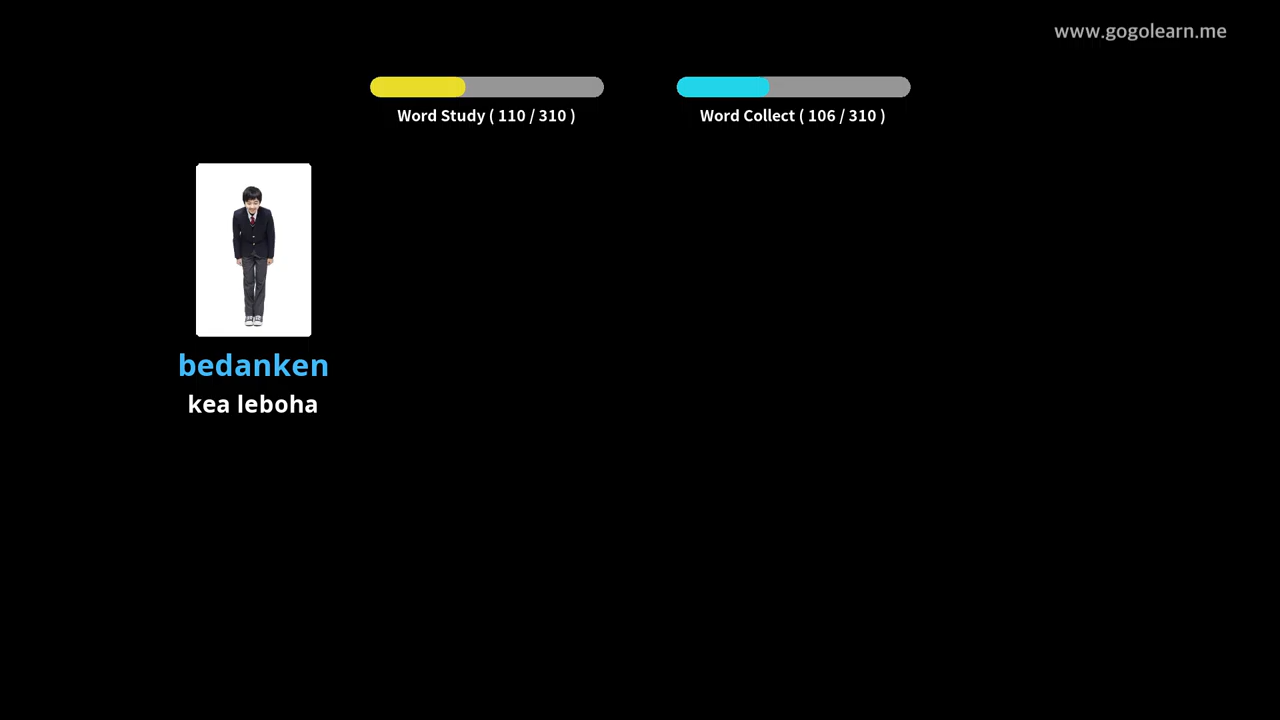 www.gogolearn.me
Word Study ( 110 / 310 )
Word Collect ( 106 / 310 )
bedanken
kea leboha